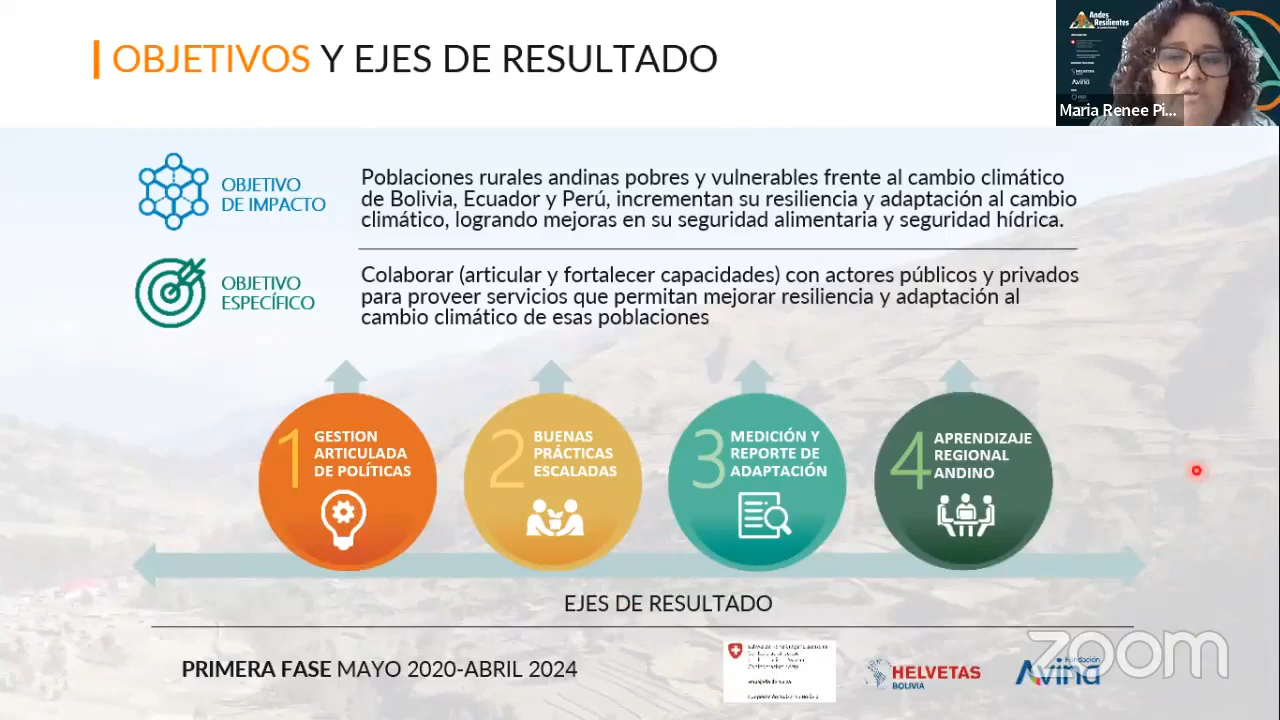 OBJETIVOS Y EJES DE RESULTADO
Andes
Resilientes
HELVETAS
Avina
Maria Renee Pi...
OBJETIVO
DE IMPACTO
Poblaciones rurales andinas pobres y vulnerables frente al cambio climático
de Bolivia, Ecuador y Perú, incrementan su resiliencia y adaptación al cambio
climático, logrando mejoras en su seguridad alimentaria y seguridad hídrica.
OBJETIVO
ESPECÍFICO
Colaborar (articular y fortalecer capacidades) con actores públicos y privados
para proveer servicios que permitan mejorar resiliencia y adaptación al
cambio climático de esas poblaciones
1 GESTION
ARTICULADA
DE POLÍTICAS
2 BUENAS
PRÁCTICAS
ESCALADAS
3 MEDICIÓN Y
REPORTE DE
ADAPTACIÓN
4 APRENDIZAJE
REGIONAL
ANDINO
EJES DE RESULTADO
PRIMERA FASE MAYO 2020-ABRIL 2024
HELVETAS
BOLIVIA
Fundación
Avina
zoom